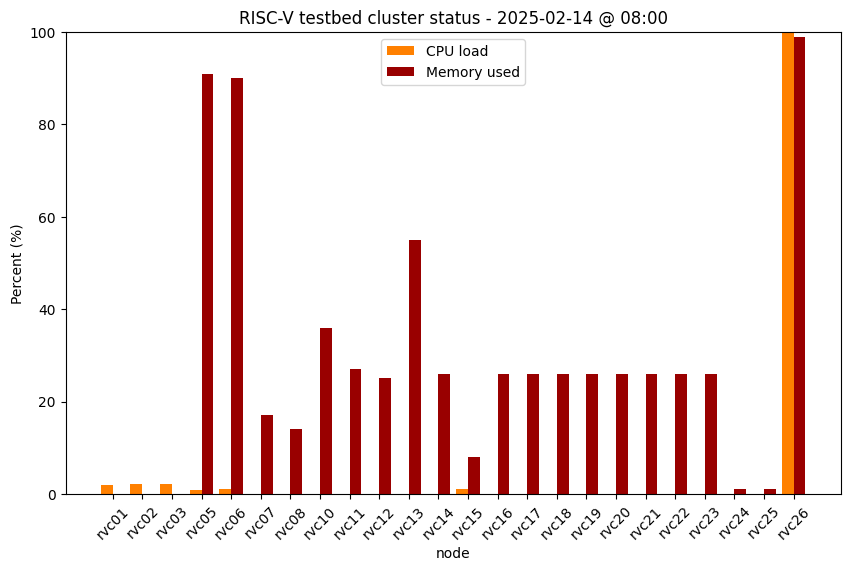 RISC-V testbed cluster status - 2025-02-14 @ 08:00
CPU load
Memory used
Percent (%)
100
80
60
40
20
0
rvc01
rvc02
rvc03
rvc05
rvc06
rvc07
rvc08
rvc10
rvc11
rvc12
rvc13
rvc14
rvc15
rvc16
rvc17
rvc18
rvc19
rvc20
rvc21
rvc22
rvc23
rvc24
rvc25
rvc26
node